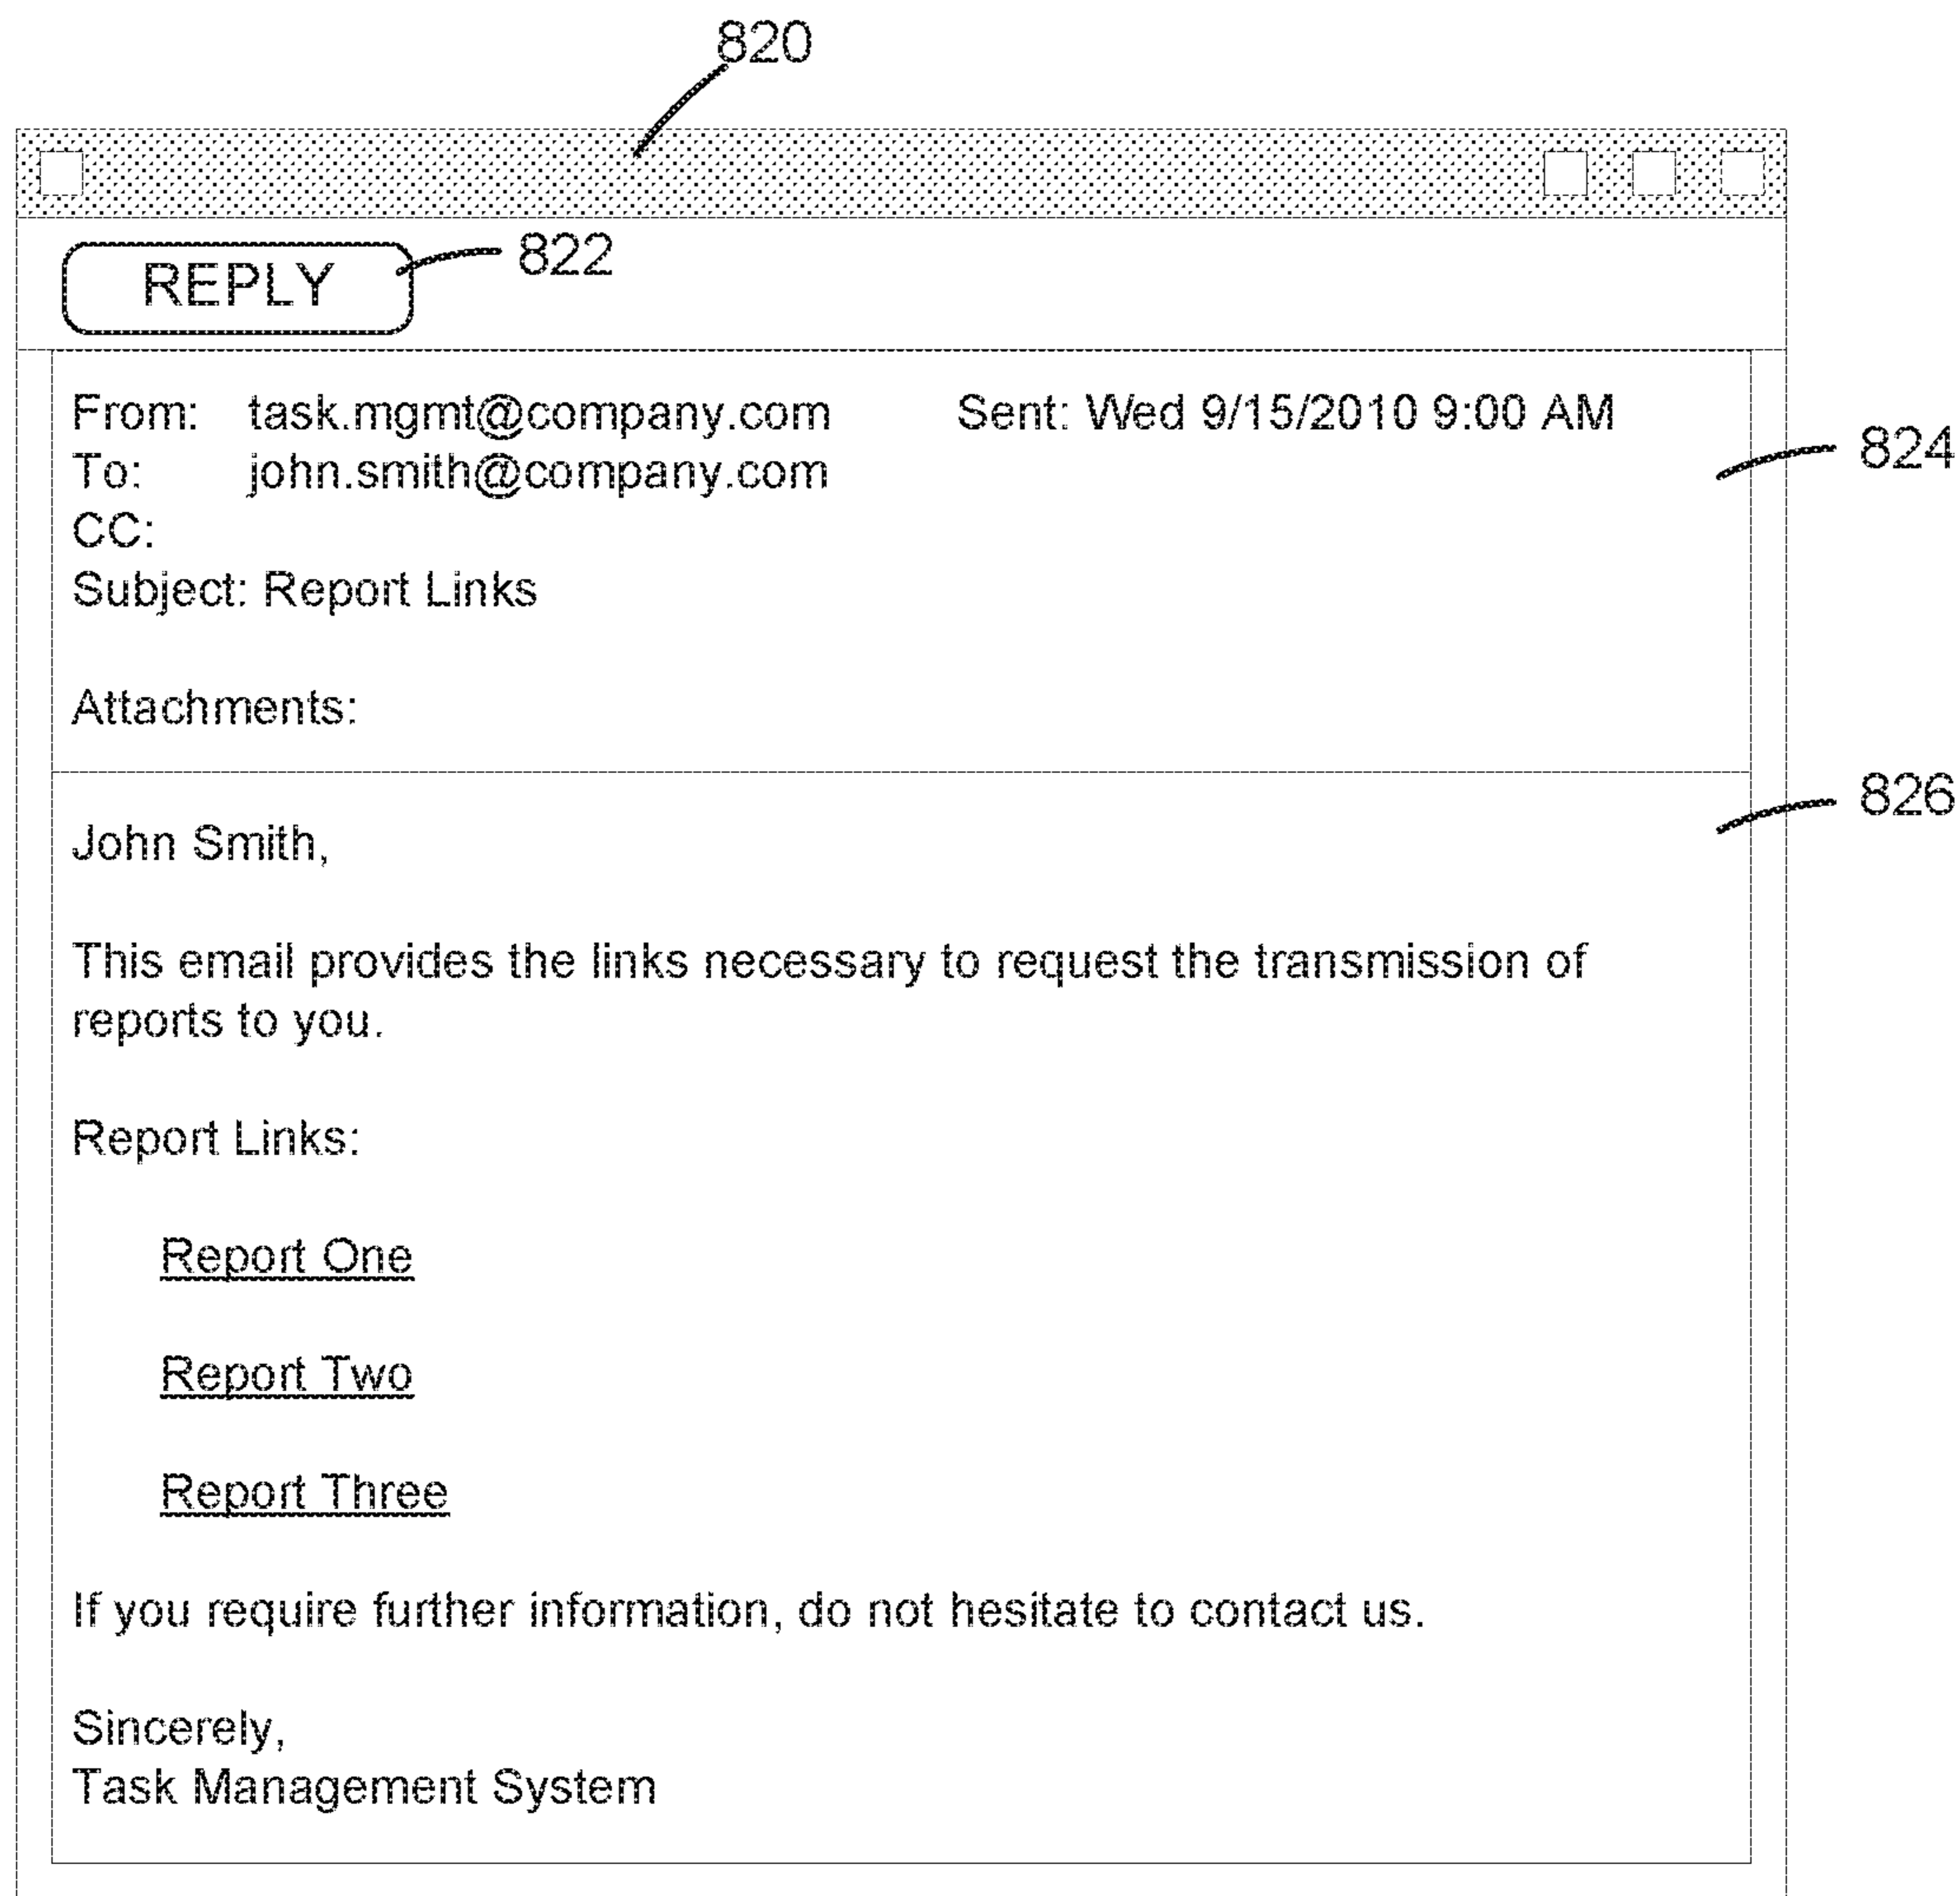 820
REPLY 822
From: task.mgmt@company.com Sent: Wed 9/15/2010 9:00 AM
824
To: john.smith@company.com
CC:
Subject: Report Links
Attachments:
826
John Smith,
This email provides the links necessary to request the transmission of
reports to you.
Report Links:
Report One
Report Two
Report Three
If you require further information, do not hesitate to contact us.
Sincerely,
Task Management System